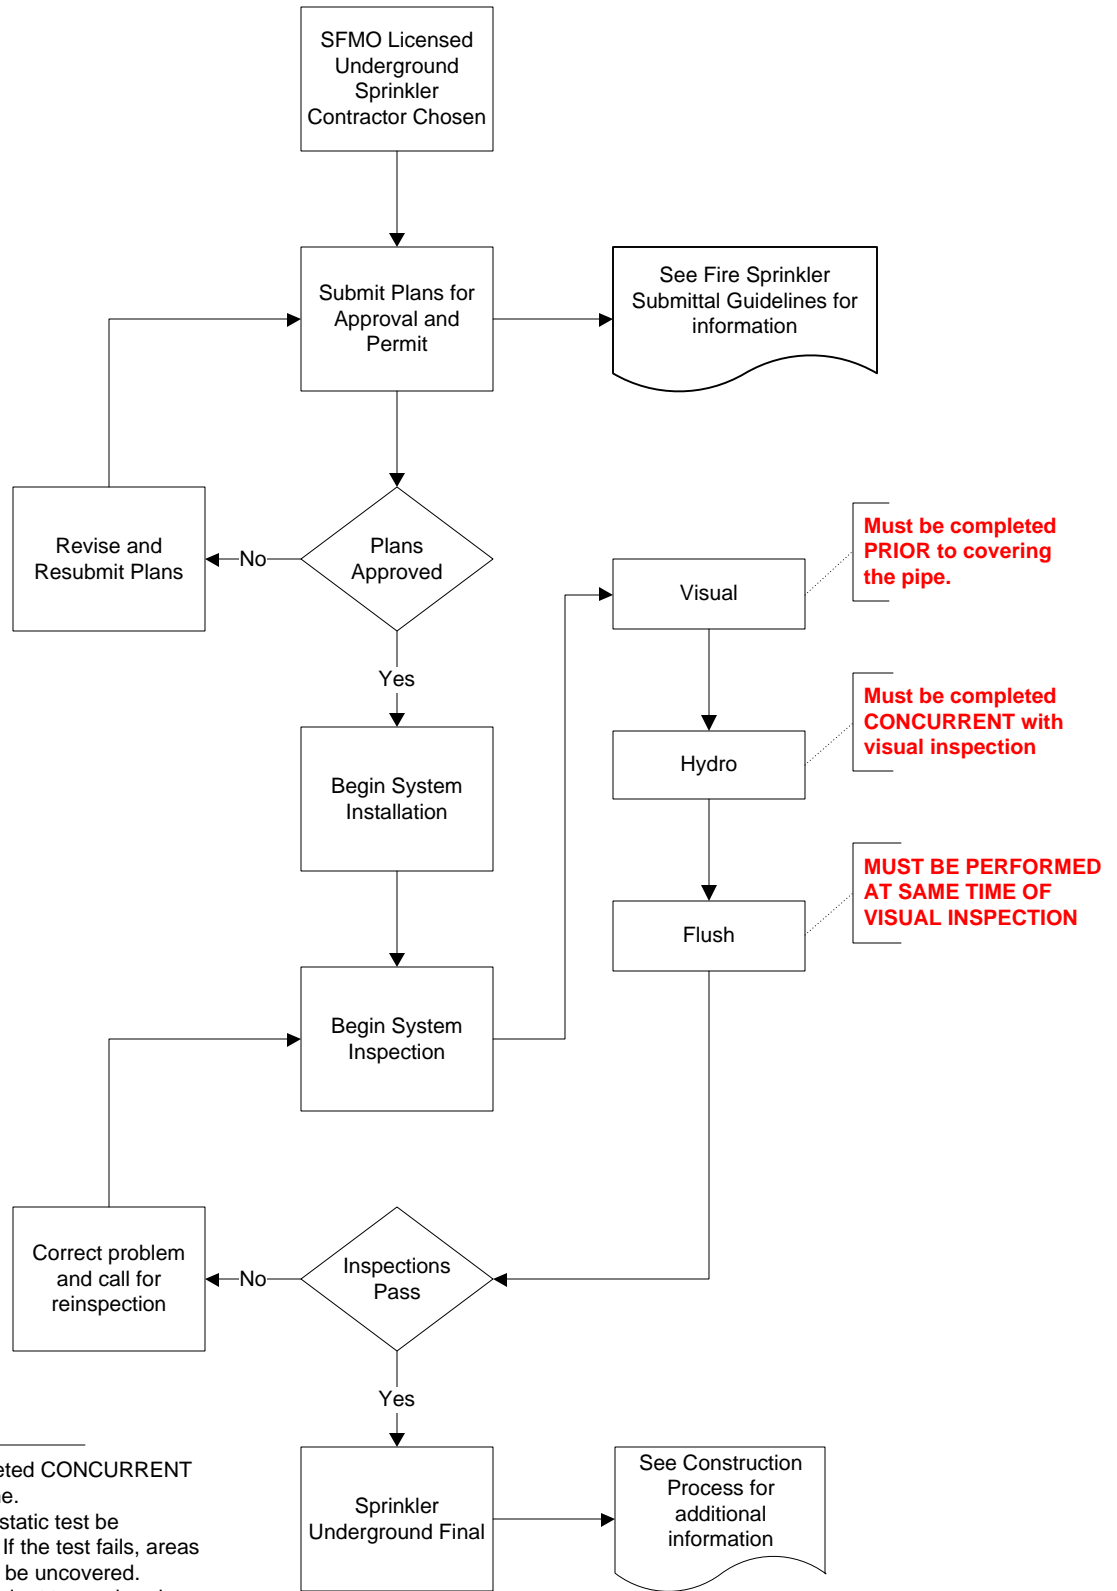 SFMO Licensed
Underground
Sprinkler
Contractor Chosen
Submit Plans for
Approval and
Permit
See Fire Sprinkler
Submittal Guidelines for
information
Revise and
Resubmit Plans
No
Plans
Approved
Yes
Visual
Must be completed
PRIOR to covering
the pipe.
Begin System
Installation
Hydro
Must be completed
CONCURRENT with
visual inspection
Flush
MUST BE PERFORMED
AT SAME TIME OF
VISUAL INSPECTION
Begin System
Inspection
Correct problem
and call for
reinspection
No
Inspections
Pass
Yes
Sprinkler
Underground Final
See Construction
Process for
additional
information
CONCURRENT
static test be
If the test fails, areas
be uncovered.